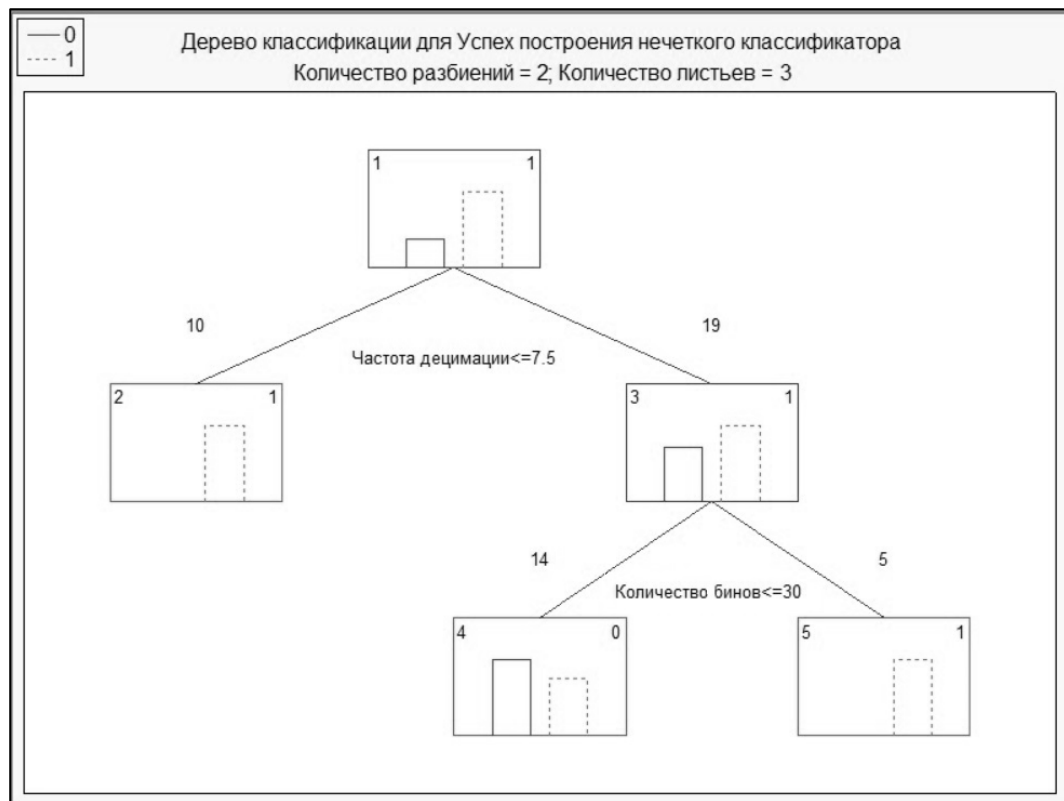 0
1
Дерево классификации для Успех построения нечеткого классификатора
Количество разбиений = 2; Количество листьев = 3
1 1
10 19
Частота децимации<=7.5
2 1 3 1
14 5
Количество бинов<=30
4 0 5 1